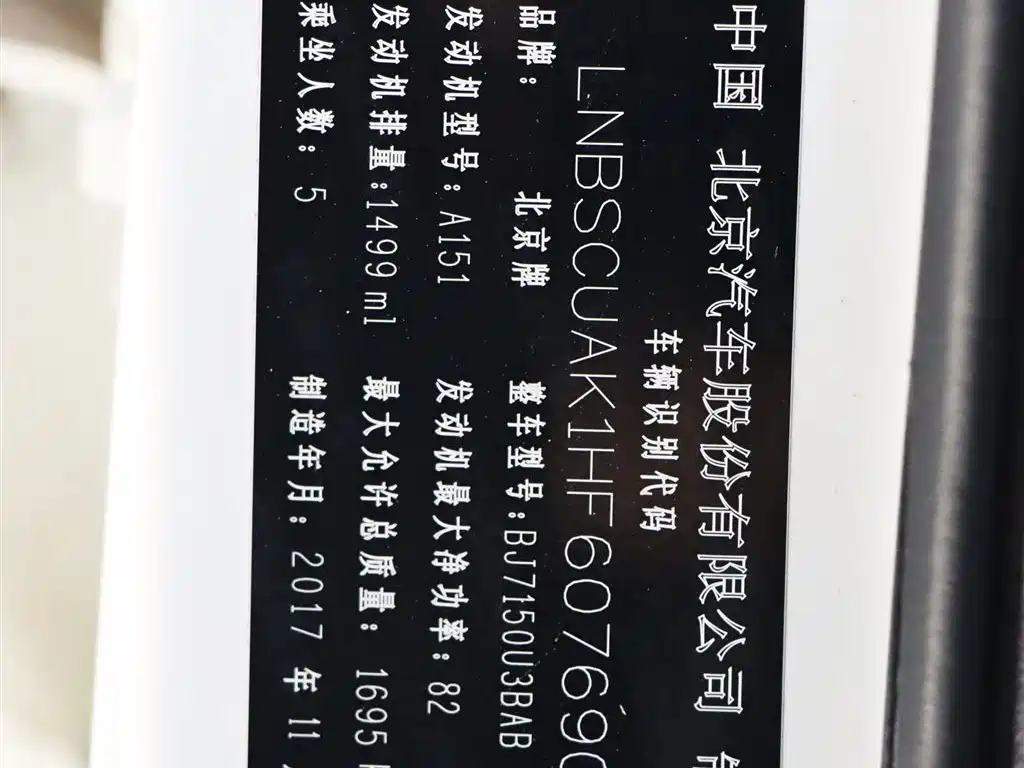 中国 北京汽车股份有限公司
车辆识别代码
LNBSCUAK1HF60769
品牌: 北京牌 整车型号:BJ7150U3BAB
发动机型号:A151 发动机最大净功率:82
发动机排量:1499ml 最大允许总质量: 1695
乘坐人数: 5 制造年月: 2017 年 11